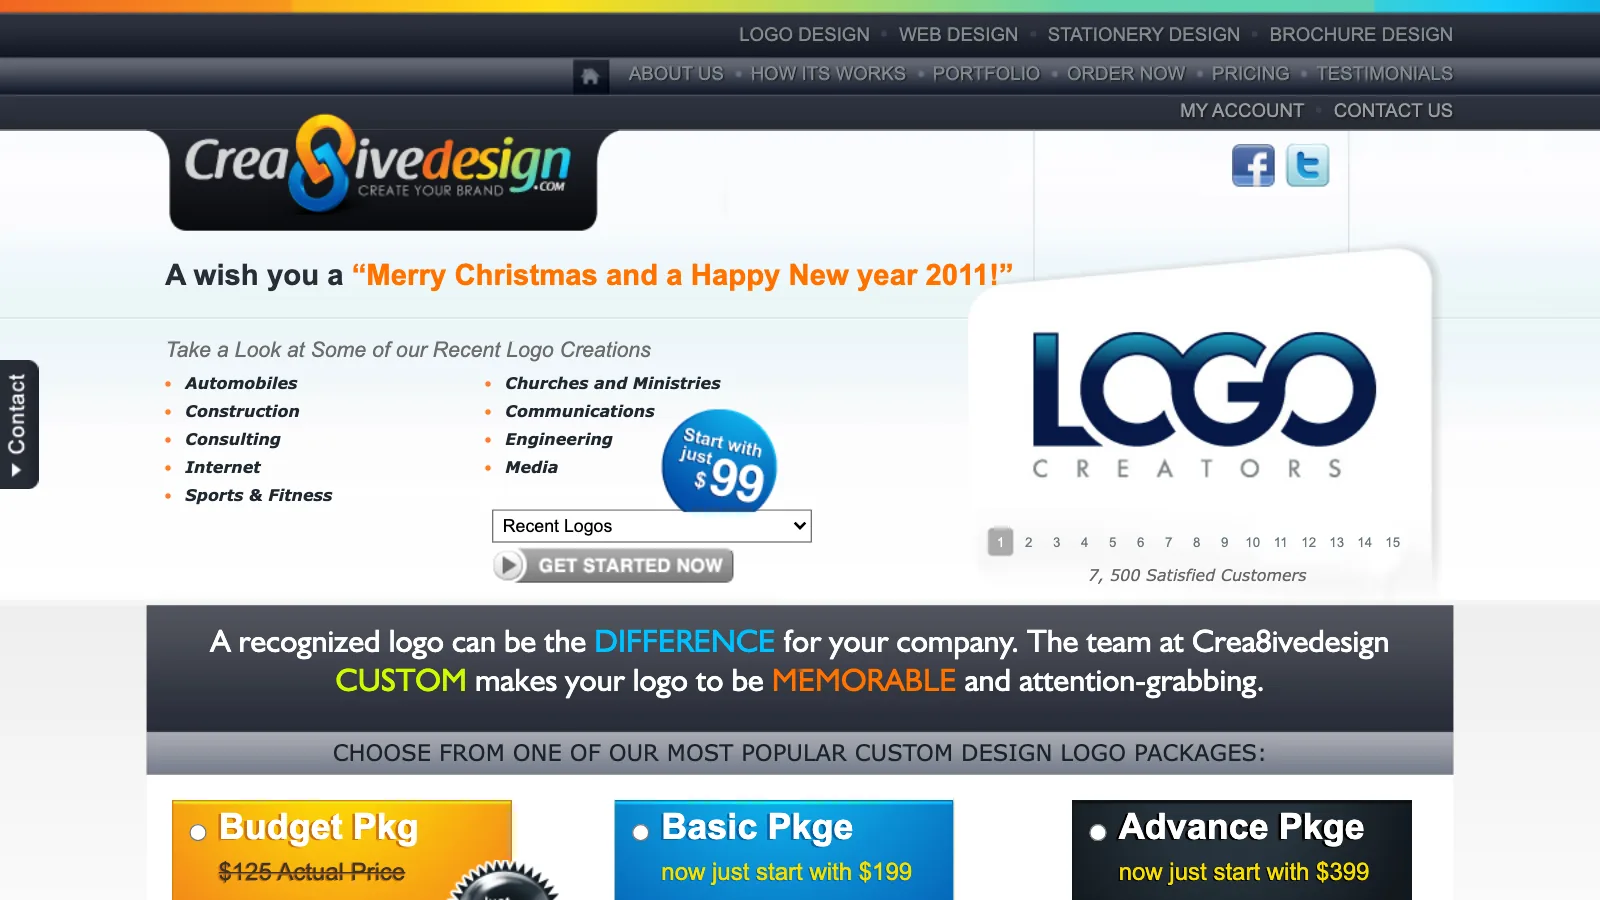 LOGO DESIGN • WEB DESIGN • STATIONERY DESIGN • BROCHURE DESIGN
ABOUT US • HOW ITS WORKS • PORTFOLIO • ORDER NOW • PRICING • TESTIMONIALS
MY ACCOUNT • CONTACT US
Crea8ivedesign
CREATE YOUR BRAND .COM
A wish you a “Merry Christmas and a Happy New year 2011!”
Take a Look at Some of our Recent Logo Creations
Automobiles
Construction
Consulting
Internet
Sports & Fitness
Churches and Ministries
Communications
Engineering
Media
Start with
just
$99
Recent Logos
GET STARTED NOW
Contact
LOGO
CREATORS
1 2 3 4 5 6 7 8 9 10 11 12 13 14 15
7, 500 Satisfied Customers
A recognized logo can be the DIFFERENCE for your company. The team at Crea8ivedesign
CUSTOM makes your logo to be MEMORABLE and attention-grabbing.
CHOOSE FROM ONE OF OUR MOST POPULAR CUSTOM DESIGN LOGO PACKAGES:
Budget Pkg
$125 Actual Price
Basic Pkge
now just start with $199
Advance Pkge
now just start with $399